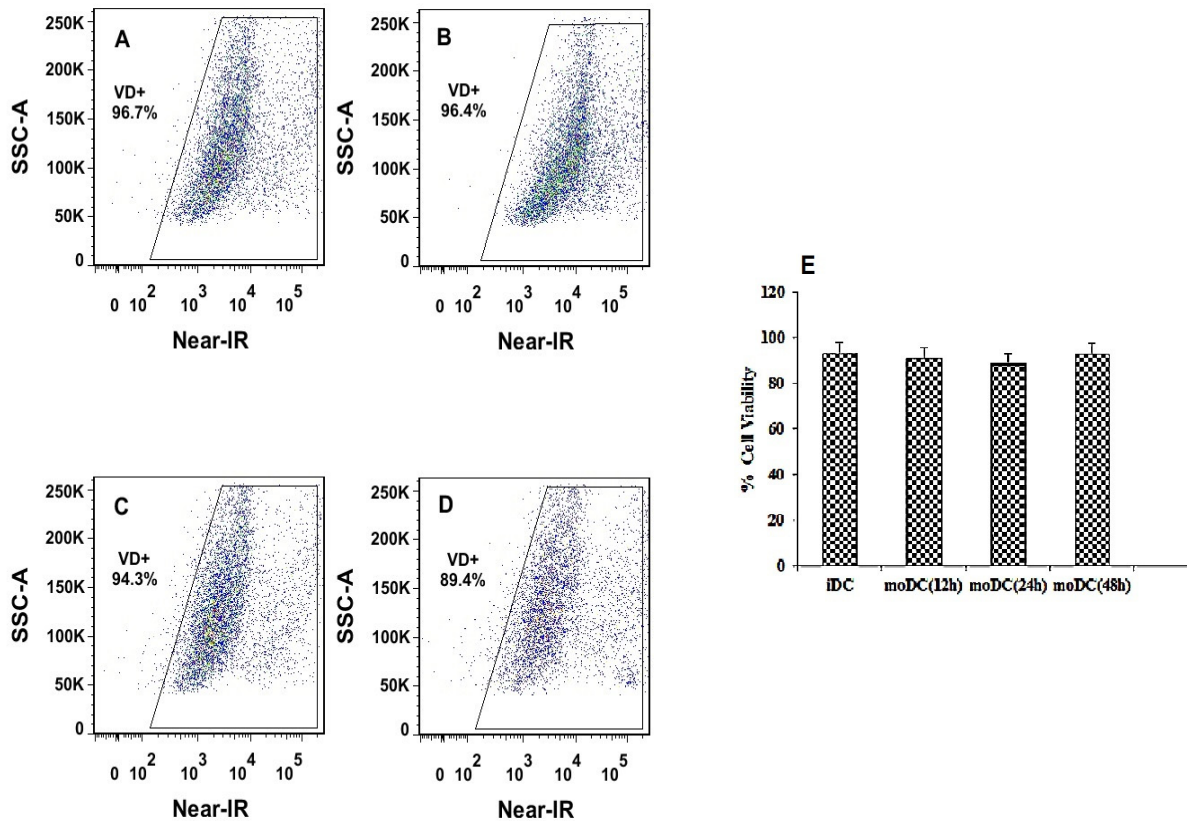 A
VD+
96.7%
250K
200K
150K
100K
50K
0
SSC-A
0 10^2 10^3 10^4 10^5
Near-IR
B
VD+
96.4%
250K
200K
150K
100K
50K
0
SSC-A
0 10^2 10^3 10^4 10^5
Near-IR
C
VD+
94.3%
250K
200K
150K
100K
50K
0
SSC-A
0 10^2 10^3 10^4 10^5
Near-IR
D
VD+
89.4%
250K
200K
150K
100K
50K
0
SSC-A
0 10^2 10^3 10^4 10^5
Near-IR
E
120
100
80
60
40
20
0
% Cell Viability
iDC moDC(12h) moDC(24h) moDC(48h)